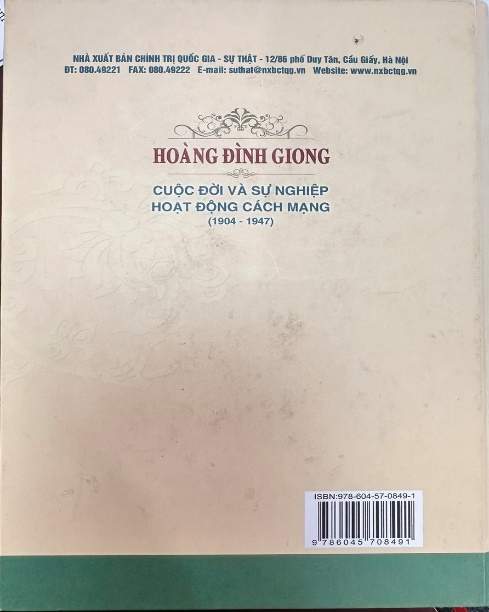 NHÀ XUẤT BẢN CHÍNH TRỊ QUỐC GIA - SỰ THẬT - 12/86 phố Duy Tân, Cầu Giấy, Hà Nội
ĐT: 080.49221 FAX: 080.49222 E-mail: suthat@nxbctqg.vn Website: www.nxbctqg.vn
HOÀNG ĐÌNH GIONG
CUỘC ĐỜI VÀ SỰ NGHIỆP
HOẠT ĐỘNG CÁCH MẠNG
(1904 - 1947)
ISBN:978-604-57-0849-1
9 786045 708491